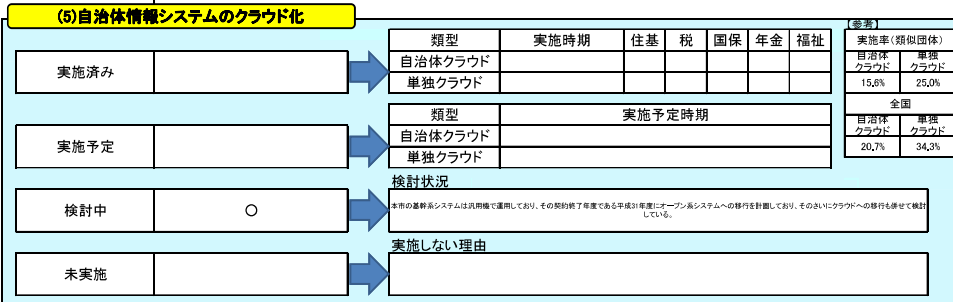 (5)自治体情報システムのクラウド化
【参考】
実施済み
類型 実施時期 住基 税 国保 年金 福祉
自治体クラウド
単独クラウド
実施率(類似団体)
自治体クラウド 単独クラウド
15.6% 25.0%
全国
自治体クラウド 単独クラウド
20.7% 34.3%
実施予定
類型 実施予定時期
自治体クラウド
単独クラウド
検討状況
検討中 ○
本市の基幹系システムは汎用機で運用しており、その契約終了年度である平成31年度にオープン系システムへの移行を計画しており、そのさいにクラウドへの移行も併せて検討
している。
実施しない理由
未実施